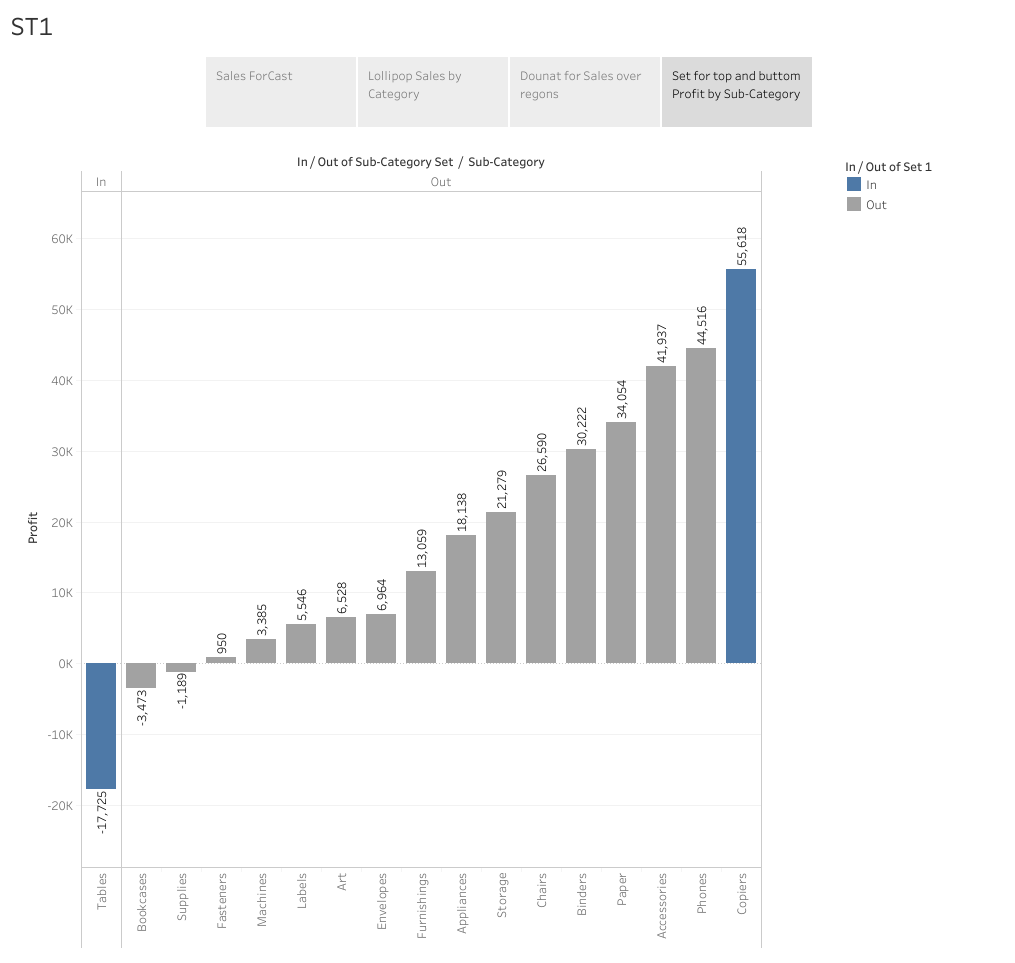 ST1
Sales ForCast
Lollipop Sales by
Category
Dounat for Sales over
regons
Set for top and buttom
Profit by Sub-Category
In / Out of Sub-Category Set / Sub-Category
In
Out
In / Out of Set 1
In
Out
Profit
60K
50K
40K
30K
20K
10K
0K
-10K
-20K
-17,725
-3,473
-1,189
950
3,385
5,546
6,528
6,964
13,059
18,138
21,279
26,590
30,222
34,054
41,937
44,516
55,618
Tables
Bookcases
Supplies
Fasteners
Machines
Labels
Art
Envelopes
Furnishings
Appliances
Storage
Chairs
Binders
Paper
Accessories
Phones
Copiers